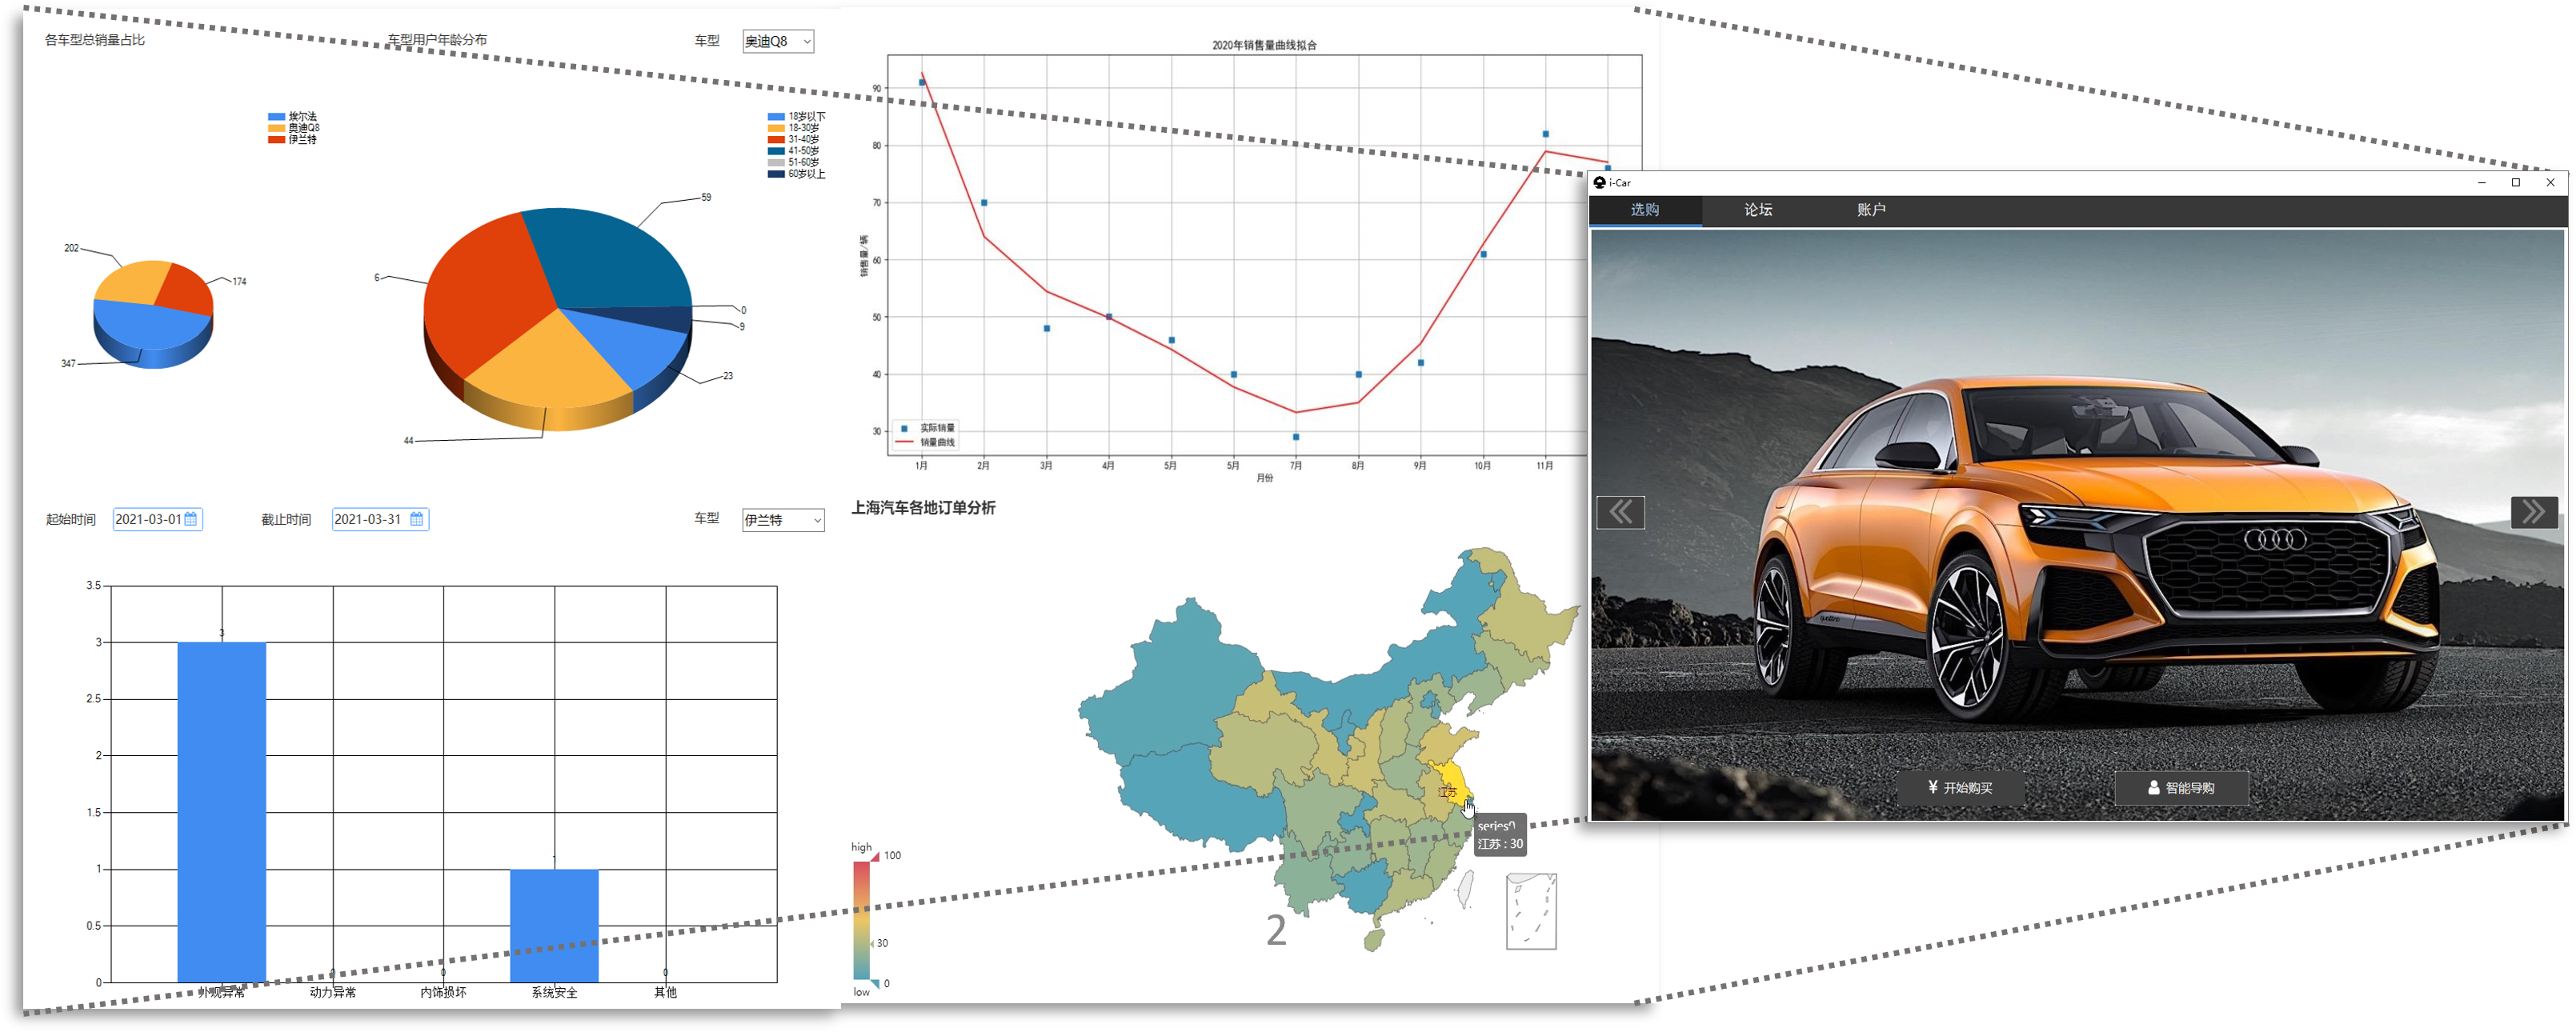 各车型总销量占比
车型用户年龄分布
车型
奥迪Q8
埃尔法
奥迪Q8
伊兰特
18岁以下
18-30岁
31-40岁
41-50岁
51-60岁
60岁以上
202
174
347
59
6
0
9
23
44
2020年销售量曲线拟合
90
80
70
60
50
40
30
销售量/辆
实际销量
销量曲线
1月
2月
3月
4月
5月
5月
7月
8月
9月
10月
11月
月份
起始时间
2021-03-01
截止时间
2021-03-31
车型
伊兰特
3.5
3
2.5
2
1.5
1
0.5
0
3
0
0
1
0
外观异常
动力异常
内饰损坏
系统安全
其他
上海汽车各地订单分析
江苏
series0
江苏 : 30
high
100
30
0
low
2
i-Car
选购
论坛
账户
¥ 开始购买
智能导购
quattro